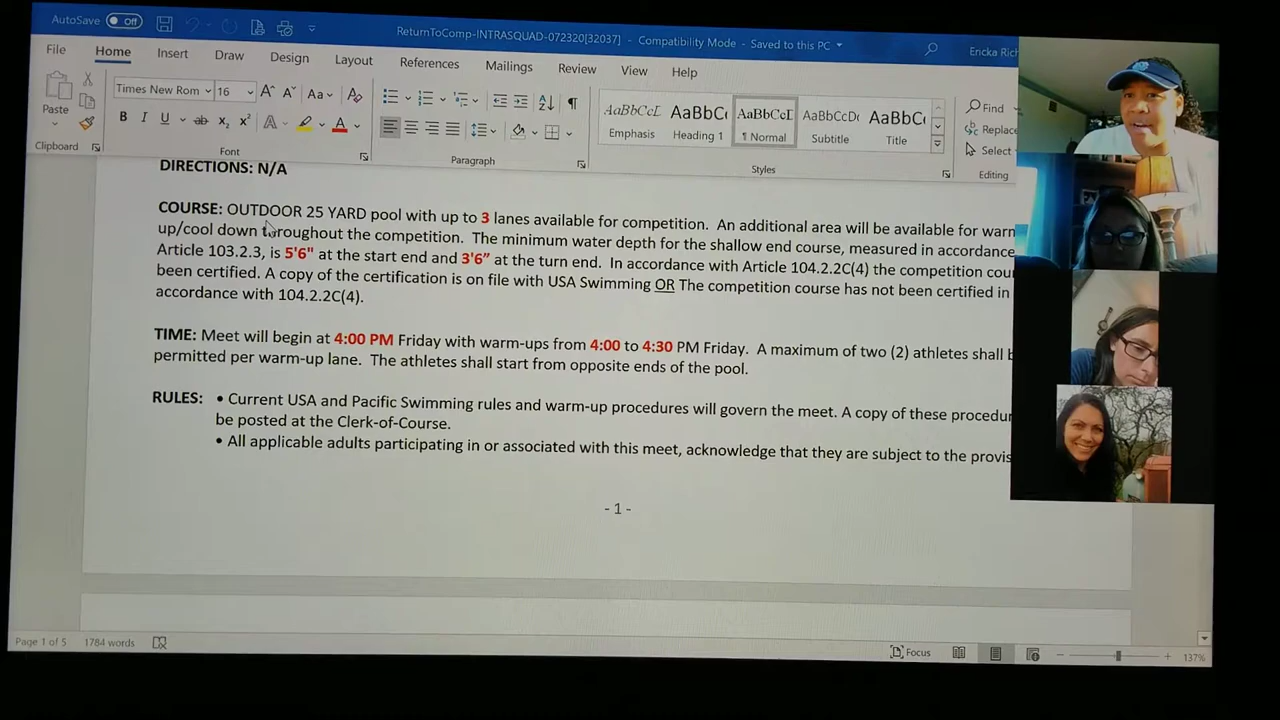 AutoSave Off
ReturnToComp-INTRASQUAD-072320[32037] - Compatibility Mode - Saved to this PC
Ericka Rich
File Home Insert Draw Design Layout References Mailings Review View Help
Paste
Clipboard
Times New Rom 16 A^ Aˇ Aa
B I U ab x₂ x² A A
Font
Paragraph
AaBbCcL AaBbC AaBbCcI AaBbCcD AaBbC
Emphasis Heading 1 ¶ Normal Subtitle Title
Styles
Find
Replace
Select
Editing
DIRECTIONS: N/A
COURSE: OUTDOOR 25 YARD pool with up to 3 lanes available for competition. An additional area will be available for warm
up/cool down throughout the competition. The minimum water depth for the shallow end course, measured in accordance
Article 103.2.3, is 5'6" at the start end and 3'6” at the turn end. In accordance with Article 104.2.2C(4) the competition cou
been certified. A copy of the certification is on file with USA Swimming OR The competition course has not been certified in
accordance with 104.2.2C(4).
TIME: Meet will begin at 4:00 PM Friday with warm-ups from 4:00 to 4:30 PM Friday. A maximum of two (2) athletes shall b
permitted per warm-up lane. The athletes shall start from opposite ends of the pool.
RULES: • Current USA and Pacific Swimming rules and warm-up procedures will govern the meet. A copy of these procedur
be posted at the Clerk-of-Course.
• All applicable adults participating in or associated with this meet, acknowledge that they are subject to the provis
- 1 -
Page 1 of 5 1784 words
Focus
137%